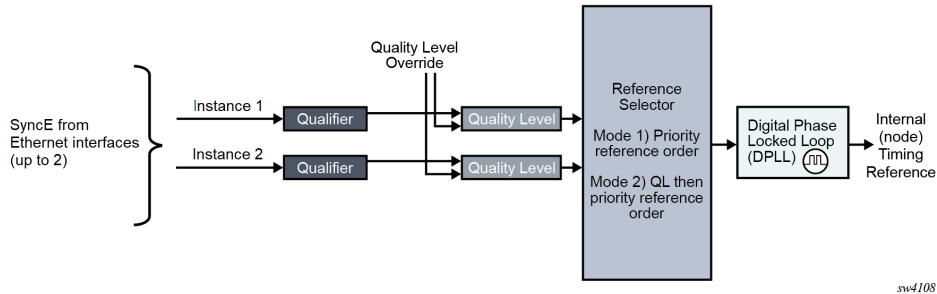 SyncE from
Ethernet interfaces
(up to 2)
Instance 1
Instance 2
Qualifier
Qualifier
Quality Level
Override
Quality Level
Quality Level
Reference
Selector
Mode 1) Priority
reference order
Mode 2) QL then
priority reference
order
Digital Phase
Locked Loop
(DPLL)
Internal
(node)
Timing
Reference
sw4108